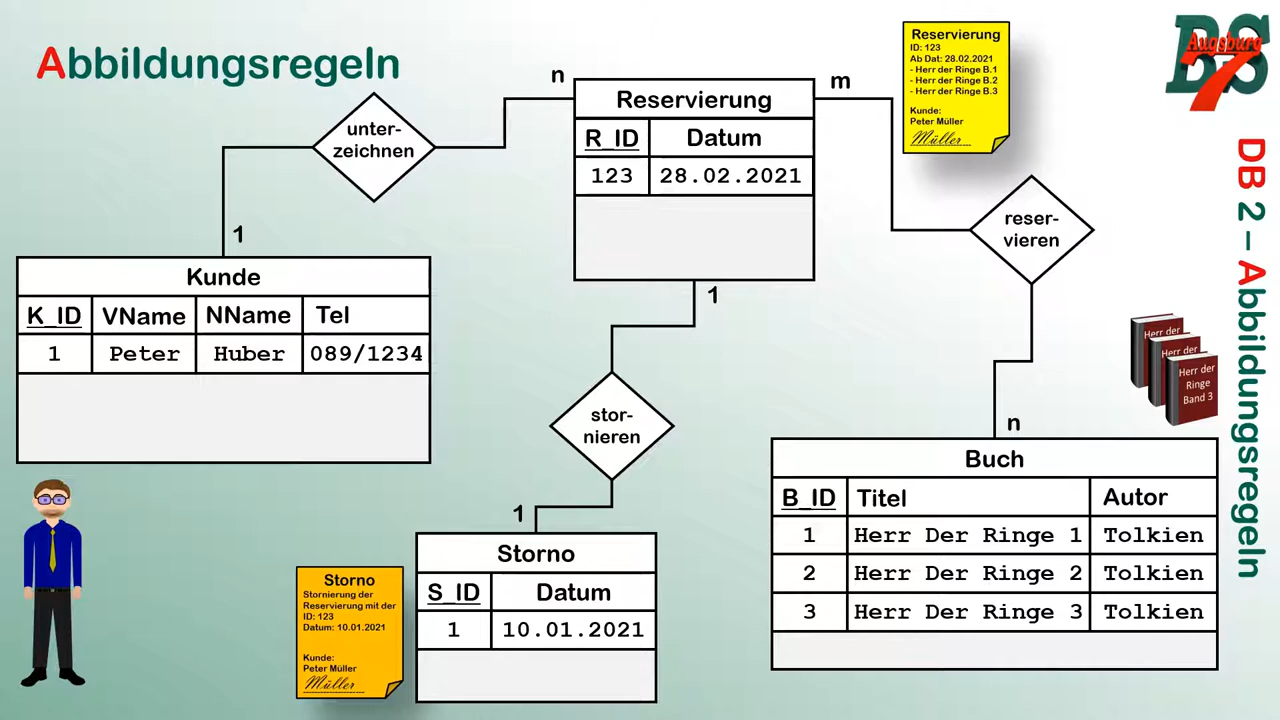 Abbildungsregeln
n
Reservierung
m
R_ID Datum
123 28.02.2021
unter-
zeichnen
1
Reservierung
ID: 123
Ab Dat: 28.02.2021
- Herr der Ringe B.1
- Herr der Ringe B.2
- Herr der Ringe B.3
Kunde:
Peter Müller
Müller
BS
Augsburg
7
DB 2 – Abbildungsregeln
reser-
vieren
n
Kunde
K_ID VName NName Tel
1 Peter Huber 089/1234
1
stor-
nieren
1
Herr der
Herr der
Herr der
Ringe
Band 3
Buch
B_ID Titel Autor
1 Herr Der Ringe 1 Tolkien
2 Herr Der Ringe 2 Tolkien
3 Herr Der Ringe 3 Tolkien
Storno
S_ID Datum
1 10.01.2021
Storno
Stornierung der
Reservierung mit der
ID: 123
Datum: 10.01.2021
Kunde:
Peter Müller
Müller